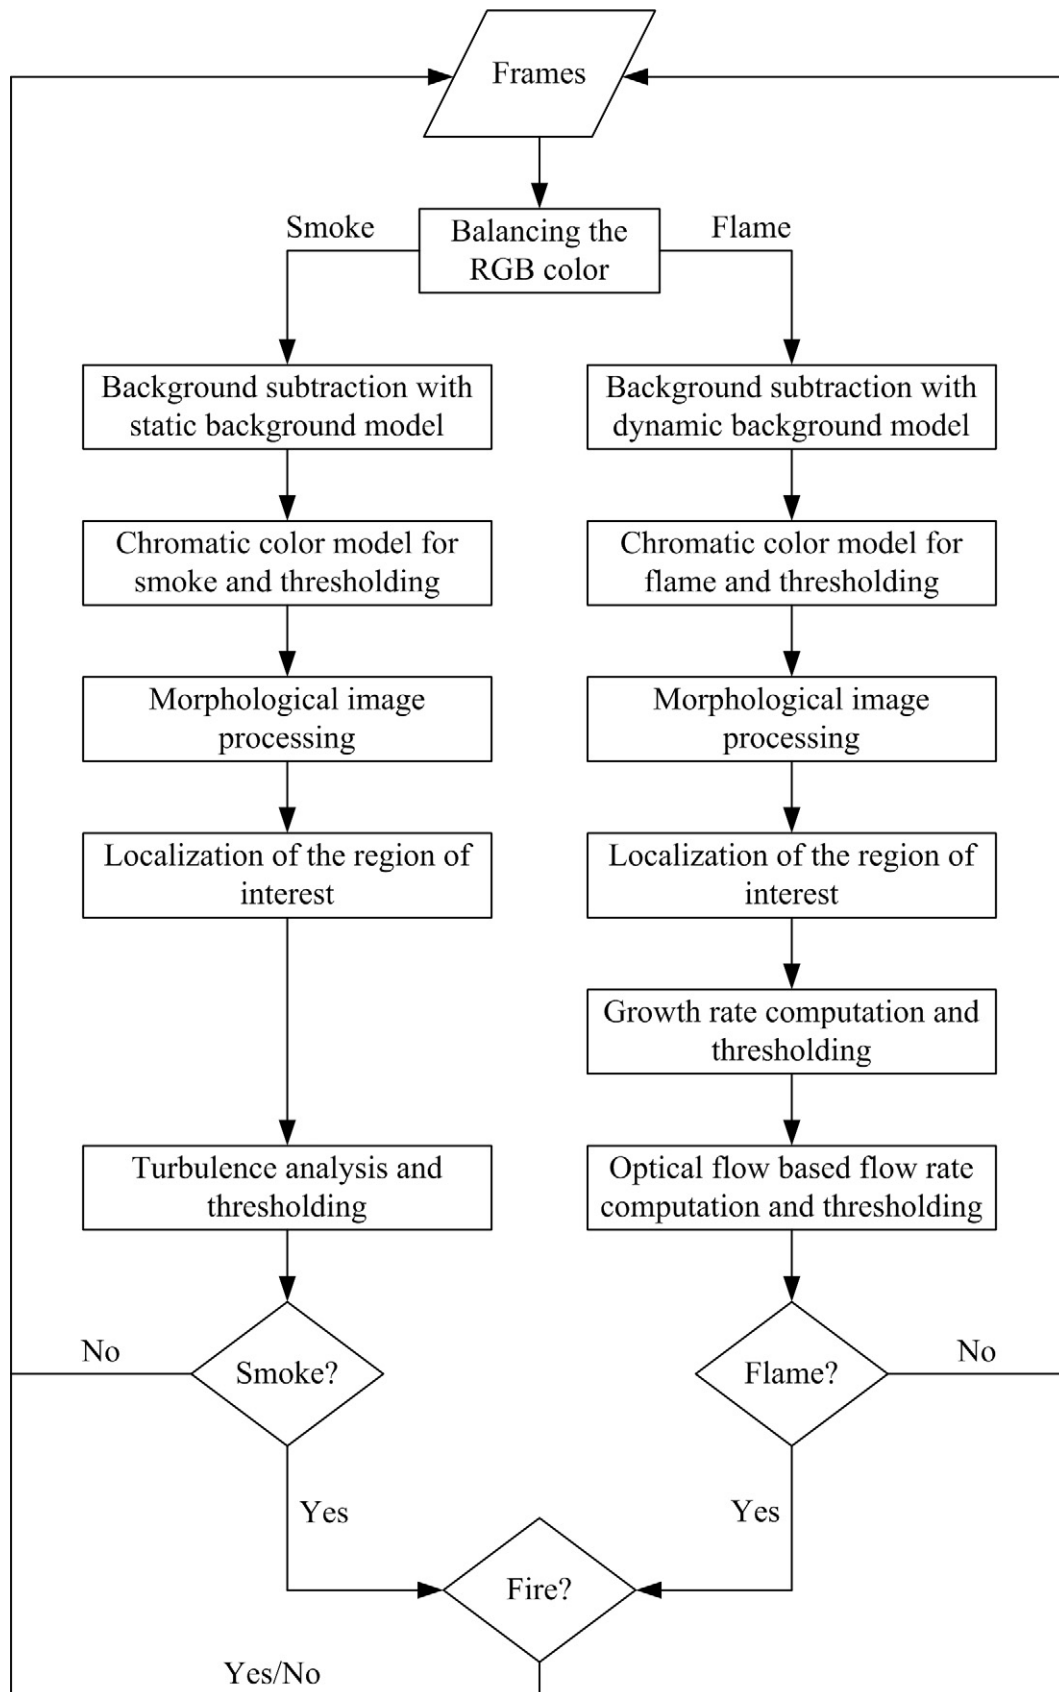 Frames
Smoke
Balancing the
RGB color
Flame
Background subtraction with
static background model
Background subtraction with
dynamic background model
Chromatic color model for
smoke and thresholding
Chromatic color model for
flame and thresholding
Morphological image
processing
Morphological image
processing
Localization of the region of
interest
Localization of the region of
interest
Growth rate computation and
thresholding
Turbulence analysis and
thresholding
Optical flow based flow rate
computation and thresholding
No
Smoke?
Flame?
No
Yes
Yes
Fire?
Yes/No